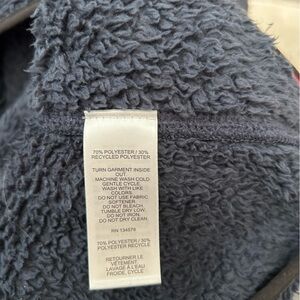 70% POLYESTER / 30%
RECYCLED POLYESTER
TURN GARMENT INSIDE
OUT
MACHINE WASH COLD
GENTLE CYCLE.
WASH WITH LIKE
COLORS.
DO NOT USE FABRIC
SOFTENER.
DO NOT BLEACH.
TUMBLE DRY LOW.
DO NOT IRON.
DO NOT DRY CLEAN.
RN 134576
70% POLYESTER / 30%
POLYESTER RECYCLE
RETOURNER LE
VÊTEMENT.
LAVAGE À L'EAU
FROIDE, CYCLE